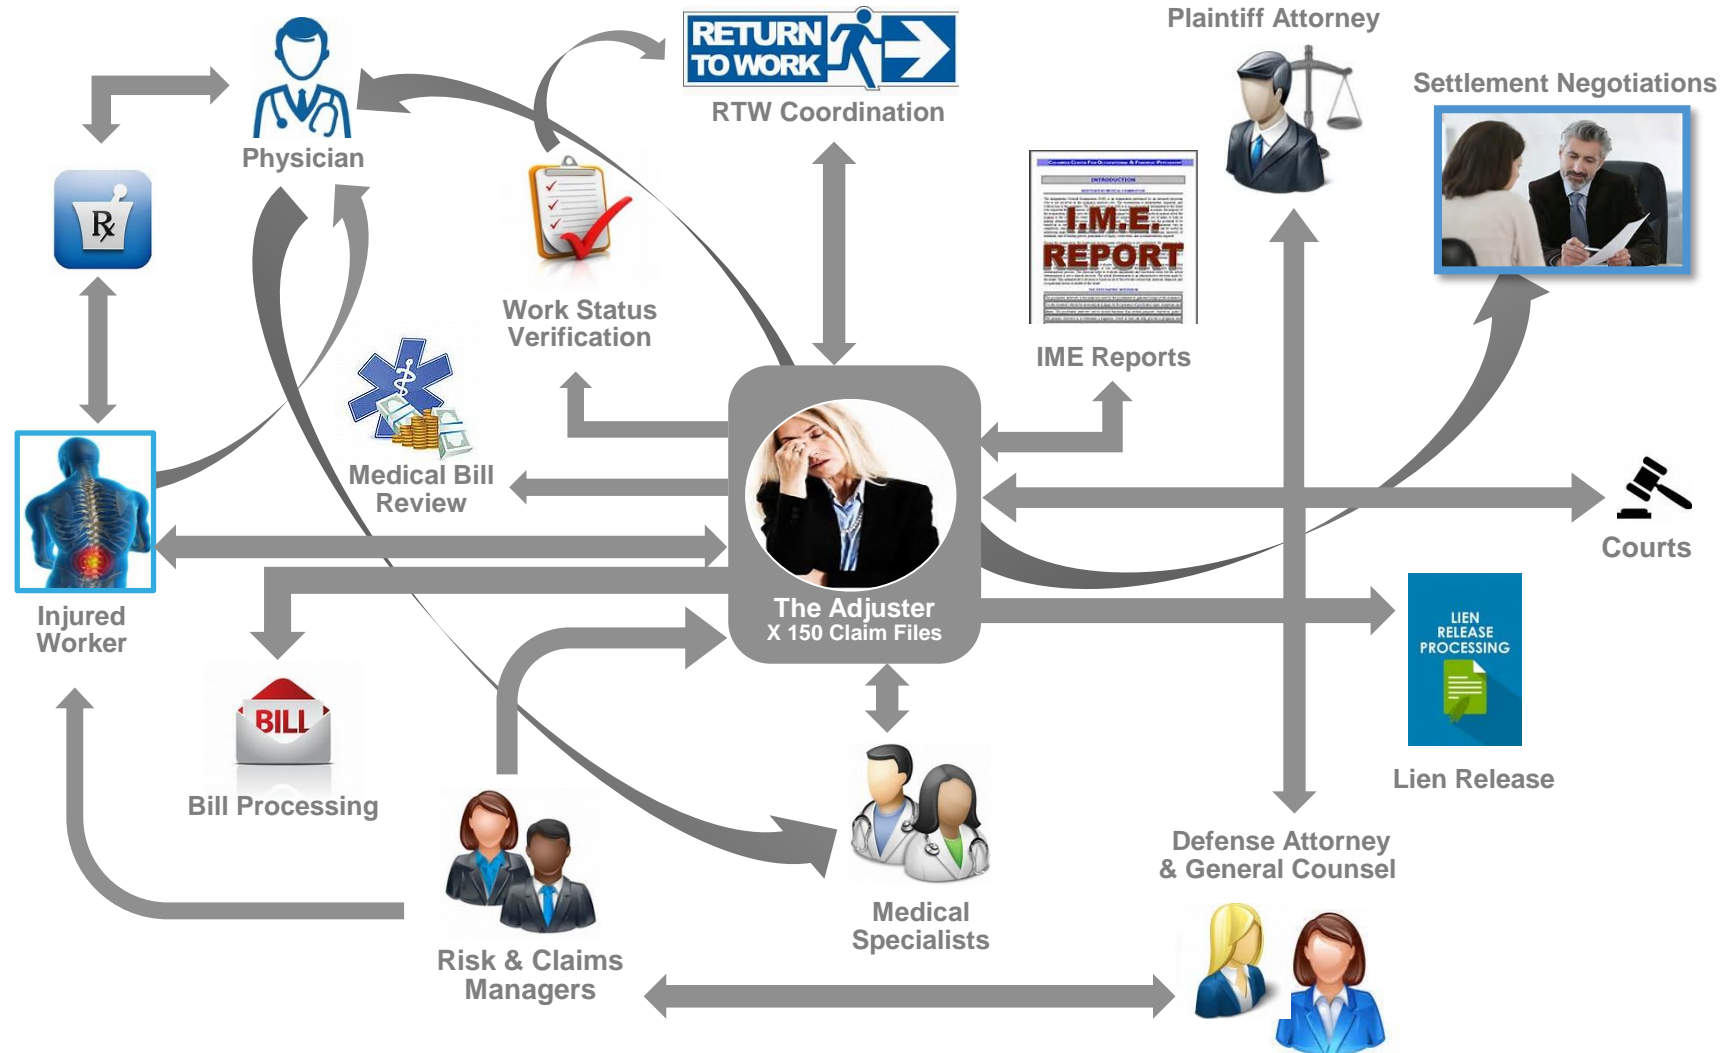 Plaintiff Attorney
RETURN
TO WORK
Settlement Negotiations
RTW Coordination
Physician
INTRODUCTION
I.M.E.
REPORT
Rx
Work Status
Verification
IME Reports
Medical Bill
Review
Courts
The Adjuster
X 150 Claim Files
Injured
Worker
LIEN
RELEASE
PROCESSING
BILL
Lien Release
Bill Processing
Defense Attorney
& General Counsel
Medical
Specialists
Risk & Claims
Managers